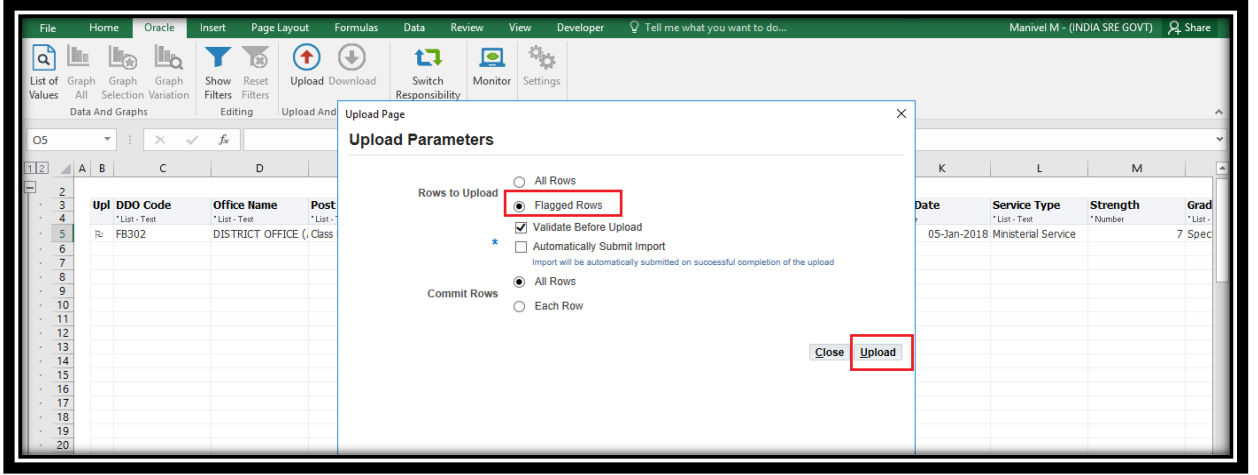 File Home Oracle Insert Page Layout Formulas Data Review View Developer Tell me what you want to do... Manivel M - (INDIA SRE GOVT) Share
List of Values Graph All Graph Selection Graph Variation Show Filters Reset Filters Upload Download Switch Responsibility Monitor Settings
Data And Graphs Editing Upload And
Upload Page
O5 fx
Upload Parameters
1 2 A B C D K L M
Rows to Upload All Rows
2
3 Upl DDO Code Office Name Post Flagged Rows Date Service Type Strength Grad
4 * List - Text * List - Text * List - * List - Text * Number * List -
Validate Before Upload
5 FB302 DISTRICT OFFICE (. Class 05-Jan-2018 Ministerial Service 7 Spec
* Automatically Submit Import
6
Import will be automatically submitted on successful completion of the upload
7
8
Commit Rows All Rows
9
10 Each Row
11
12
13
Close Upload
14
15
16
17
18
19
20